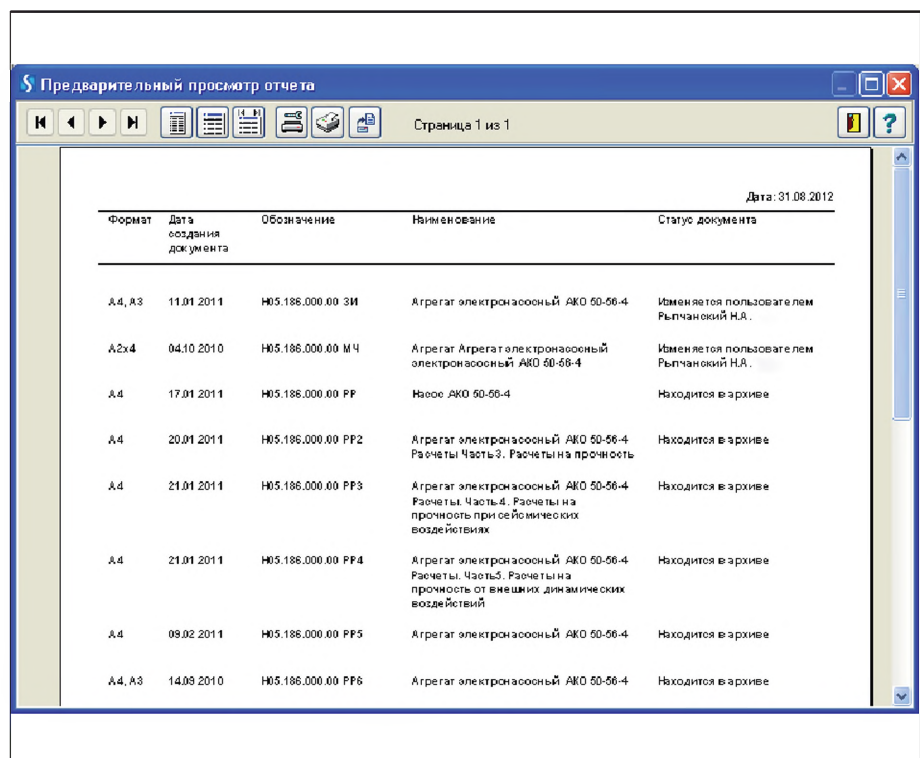 Предварительный просмотр отчета
Страница 1 из 1
Дата: 31.08.2012
Формат Дата создания документа Обозначение Наименование Статус документа
А4, А3 11.01 2011 Н05.186.000.00 ЗИ Агрегат электронасосный АКО 50-56-4 Изменяется пользователем
Рыпчанский Н.А.
А2х4 04.10 2010 Н05.186.000.00 МЧ Агрегат Агрегат электронасосный Изменяется пользователем
электронасосный АКО 50-56-4 Рыпчанский Н.А.
А4 17.01 2011 Н05.186.000.00 РР Насос АКО 50-56-4 Находится в архиве
А4 20.01 2011 Н05.186.000.00 РР2 Агрегат электронасосный АКО 50-56-4 Находится в архиве
Расчеты Часть3. Расчеты на прочность
А4 21.01 2011 Н05.186.000.00 РР3 Агрегат электронасосный АКО 50-56-4 Находится в архиве
Расчеты. Часть4. Расчеты на
прочность при сейсмических
воздействиях
А4 21.01 2011 Н05.186.000.00 РР4 Агрегат электронасосный АКО 50-56-4 Находится в архиве
Расчеты. Часть5. Расчеты на
прочность от внешних динамических
воздействий
А4 09.02 2011 Н05.186.000.00 РР5 Агрегат электронасосный АКО 50-56-4 Находится в архиве
А4, А3 14.09 2010 Н05.186.000.00 РР6 Агрегат электронасосный АКО 50-56-4 Находится в архиве